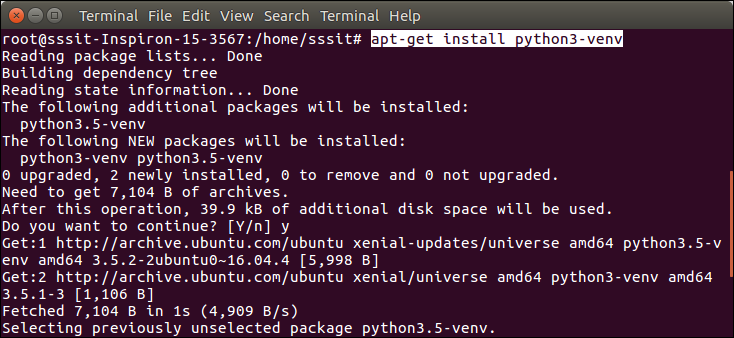 Terminal File Edit View Search Terminal Help
root@sssit-Inspiron-15-3567:/home/sssit# apt-get install python3-venv
Reading package lists... Done
Building dependency tree
Reading state information... Done
The following additional packages will be installed:
  python3.5-venv
The following NEW packages will be installed:
  python3-venv python3.5-venv
0 upgraded, 2 newly installed, 0 to remove and 0 not upgraded.
Need to get 7,104 B of archives.
After this operation, 39.9 kB of additional disk space will be used.
Do you want to continue? [Y/n] y
Get:1 http://archive.ubuntu.com/ubuntu xenial-updates/universe amd64 python3.5-v
env amd64 3.5.2-2ubuntu0~16.04.4 [5,998 B]
Get:2 http://archive.ubuntu.com/ubuntu xenial/universe amd64 python3-venv amd64
3.5.1-3 [1,106 B]
Fetched 7,104 B in 1s (4,909 B/s)
Selecting previously unselected package python3.5-venv.